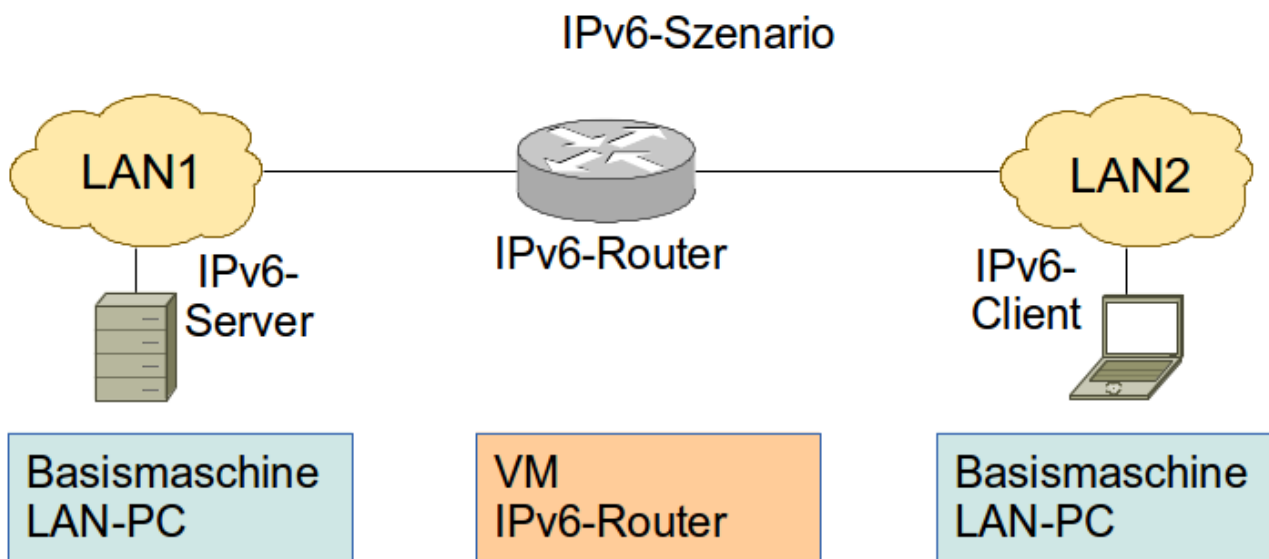 IPv6-Szenario
LAN1
LAN2
IPv6-
Server
IPv6-Router
IPv6-
Client
Basismaschine
LAN-PC
VM
IPv6-Router
Basismaschine
LAN-PC